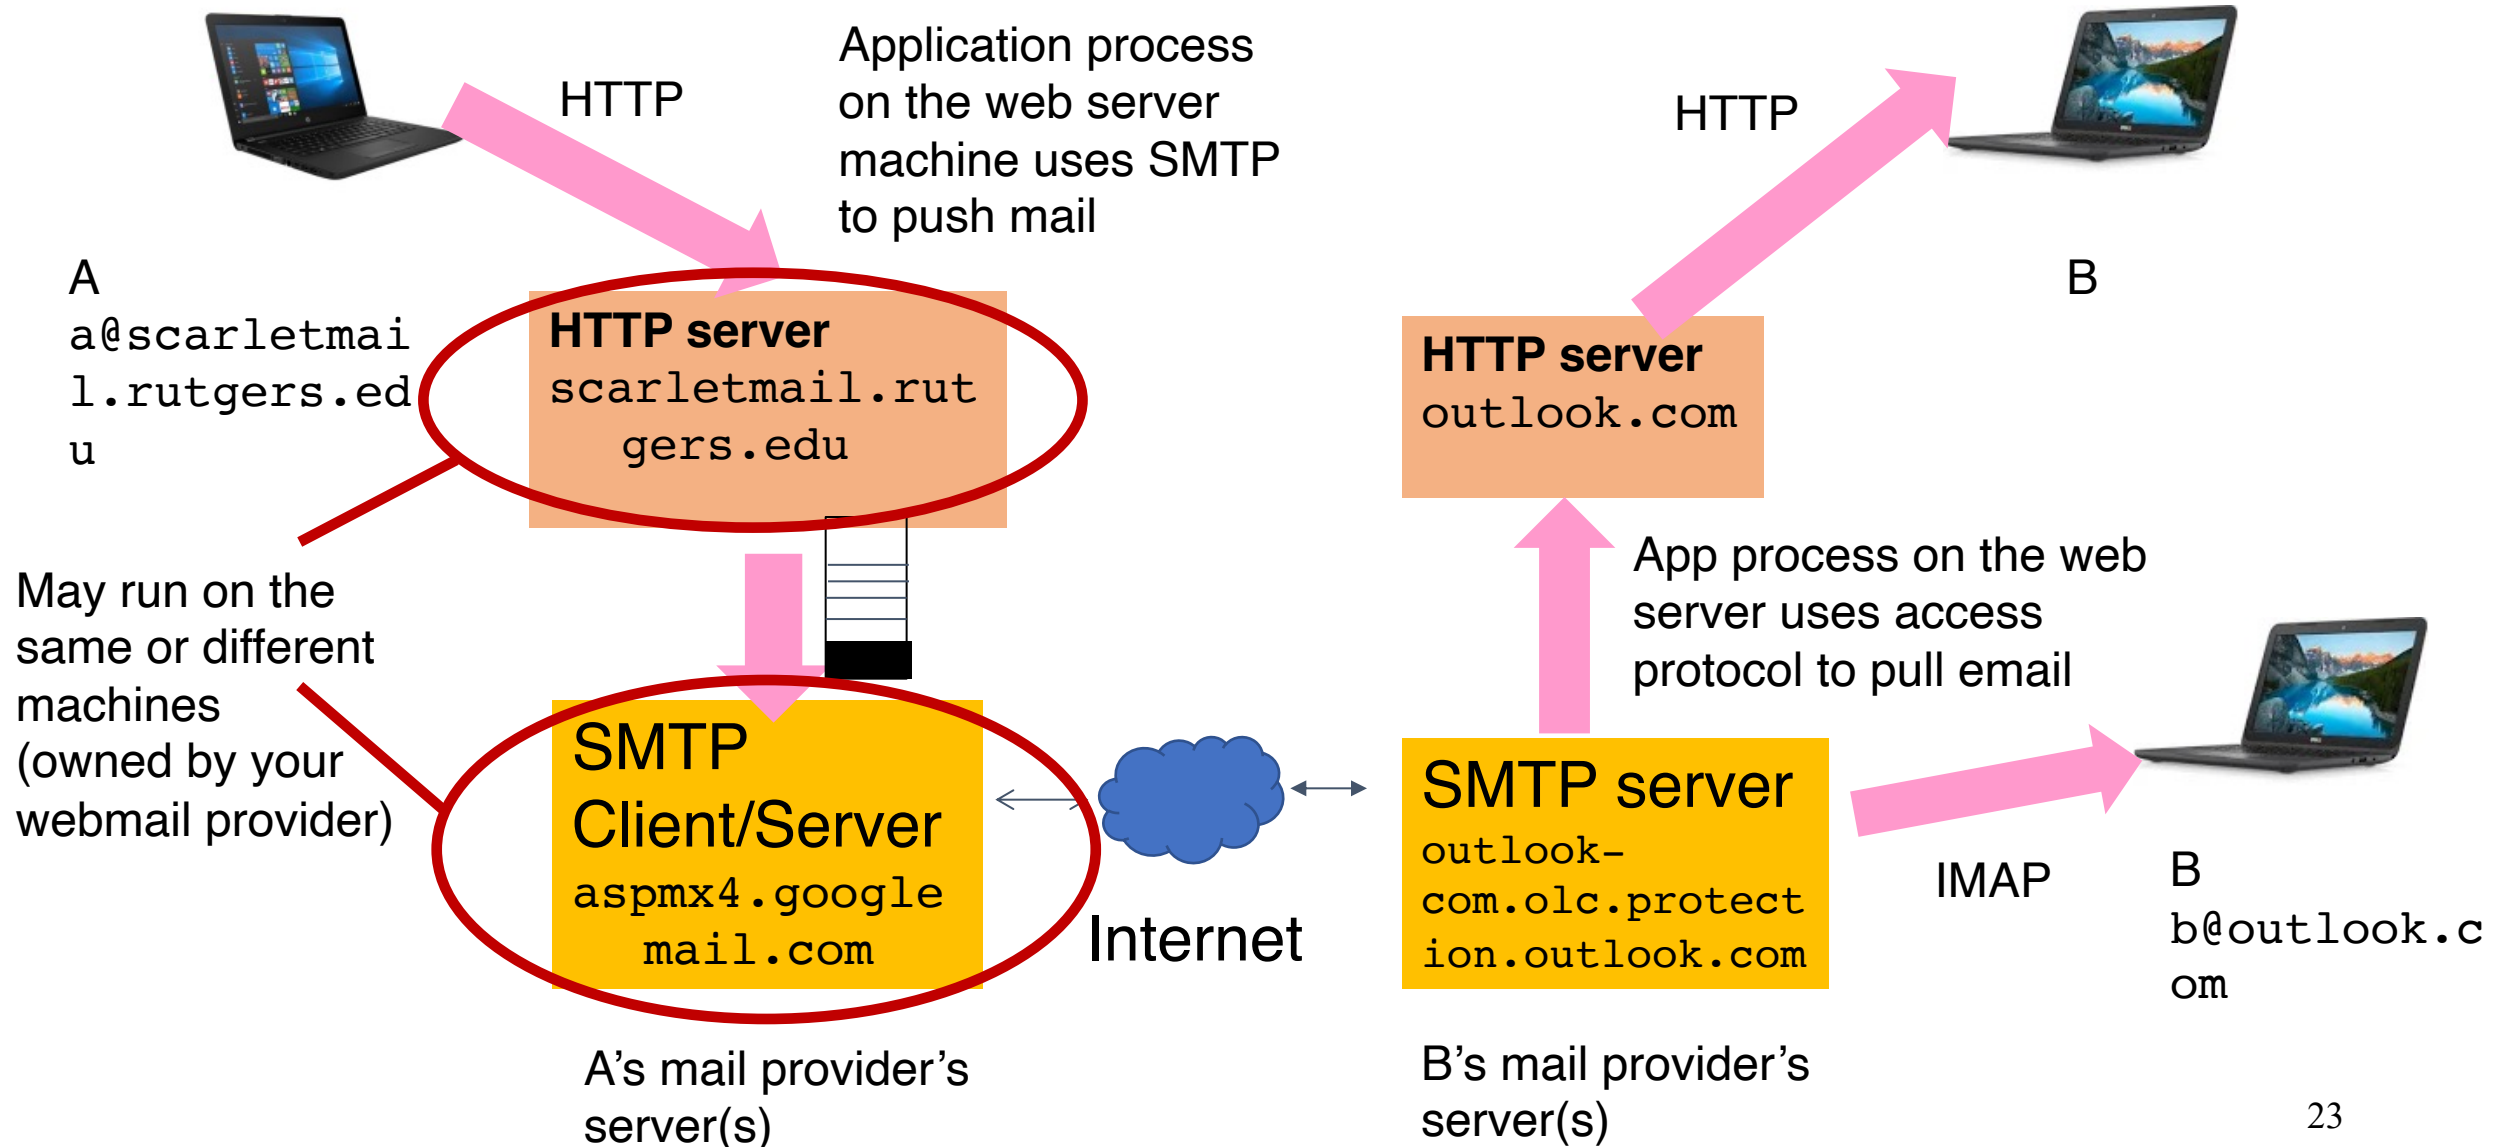 HTTP
Application process
on the web server
machine uses SMTP
to push mail
HTTP
A
a@scarletmai
l.rutgers.ed
u
B
HTTP server
scarletmail.rut
gers.edu
HTTP server
outlook.com
May run on the
same or different
machines
(owned by your
webmail provider)
App process on the web
server uses access
protocol to pull email
SMTP
Client/Server
aspmx4.google
mail.com
Internet
SMTP server
outlook-
com.olc.protect
ion.outlook.com
IMAP
B
b@outlook.c
om
A’s mail provider’s
server(s)
B’s mail provider’s
server(s)
23